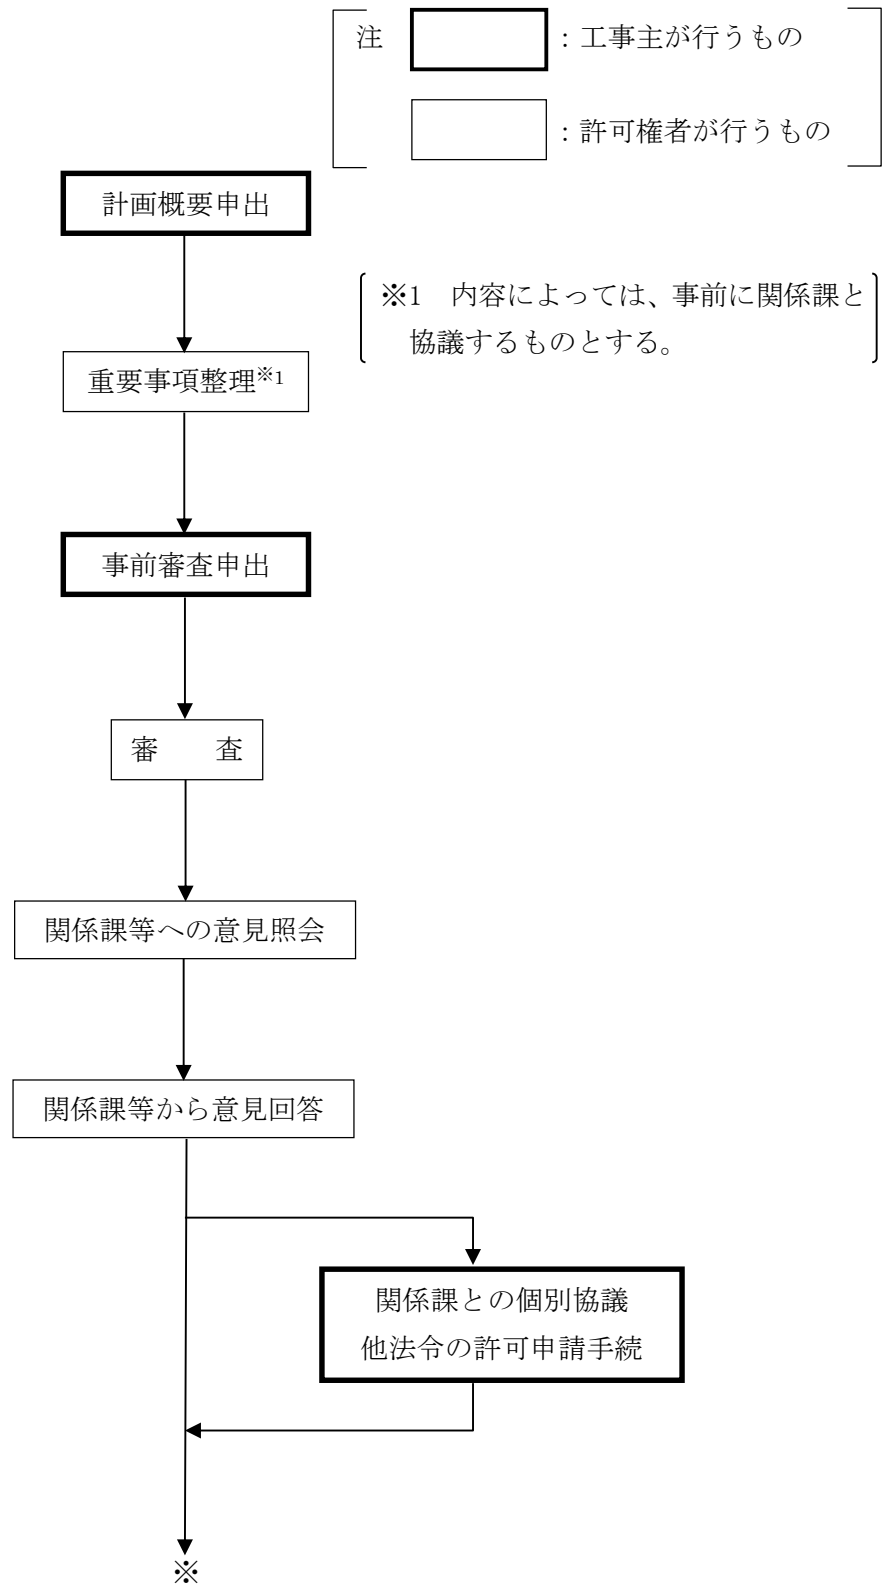 注 :工事主が行うもの
:許可権者が行うもの
計画概要申出
※1 内容によっては、事前に関係課と
協議するものとする。
重要事項整理※1
事前審査申出
審 査
関係課等への意見照会
関係課等から意見回答
関係課との個別協議
他法令の許可申請手続
※